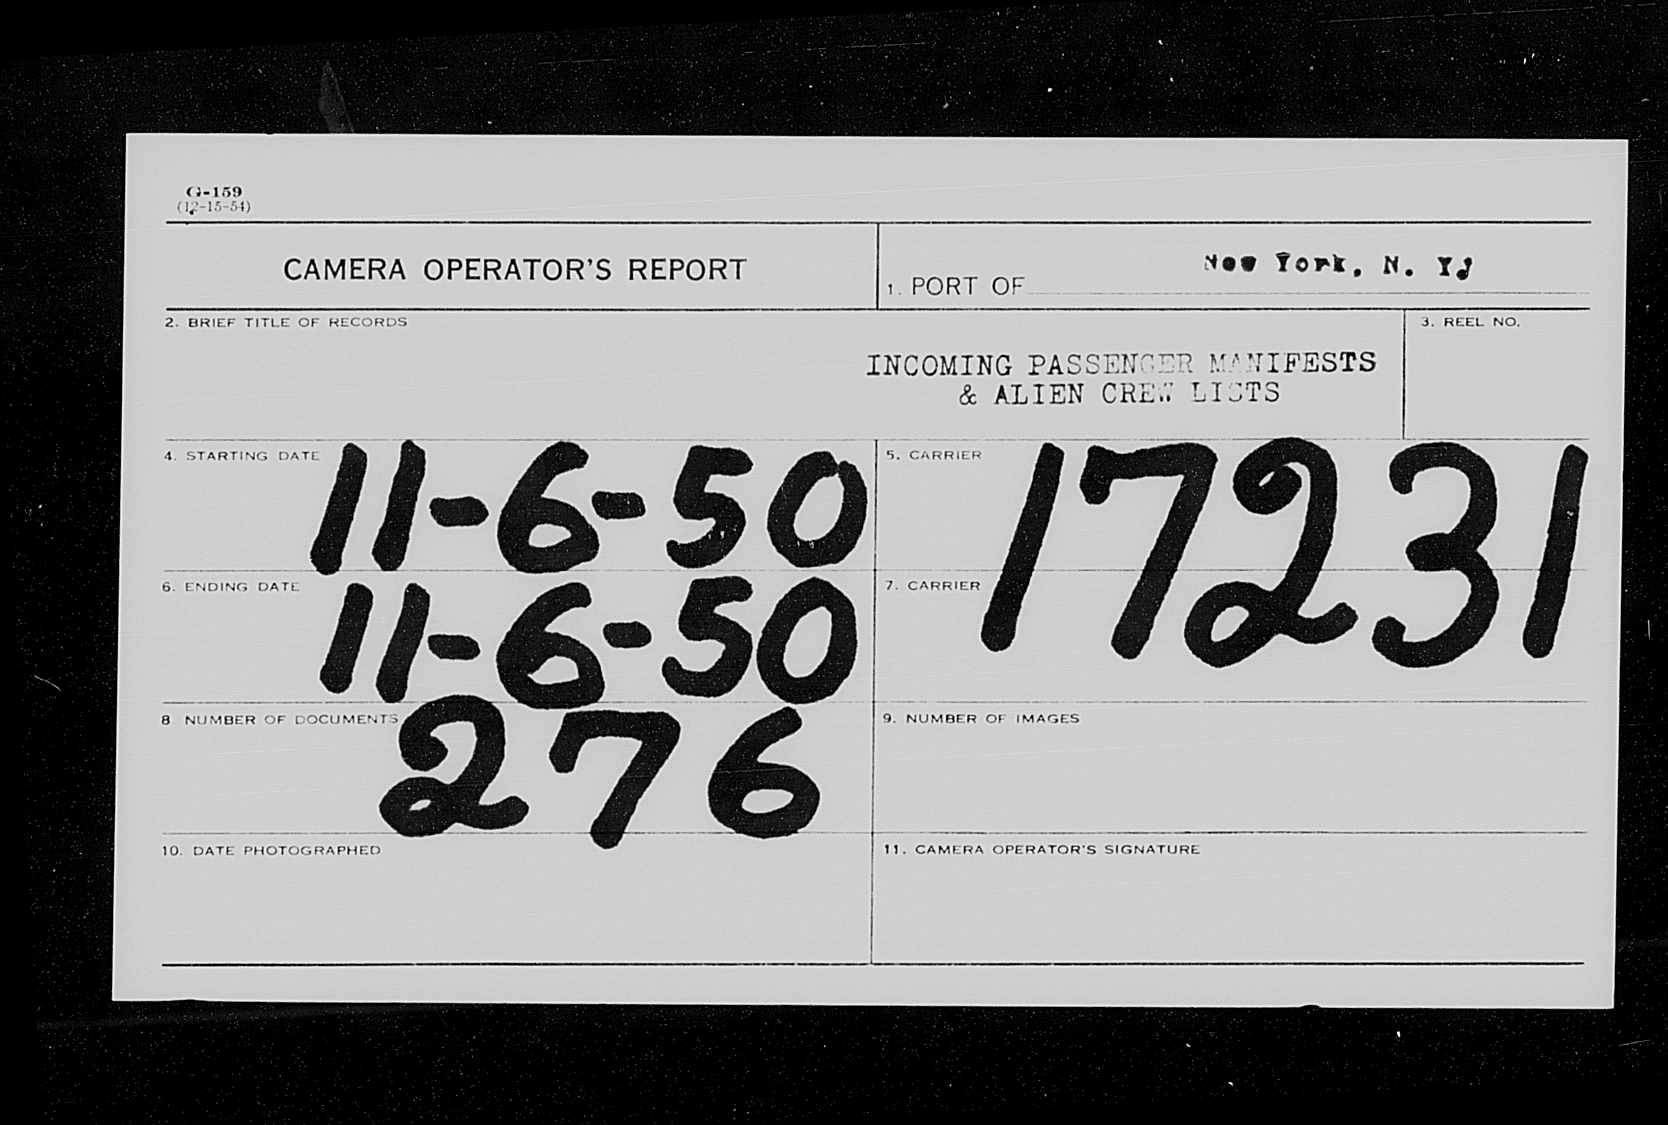 G-159
(12-15-54)
CAMERA OPERATOR'S REPORT
1. PORT OF New York, N. Y.
2. BRIEF TITLE OF RECORDS
INCOMING PASSENGER MANIFESTS
& ALIEN CREW LISTS
3. REEL NO.
4. STARTING DATE 11-6-50
5. CARRIER
17231
6. ENDING DATE 11-6-50
7. CARRIER
8 NUMBER OF DOCUMENTS 276
9. NUMBER OF IMAGES
10. DATE PHOTOGRAPHED
11. CAMERA OPERATOR'S SIGNATURE